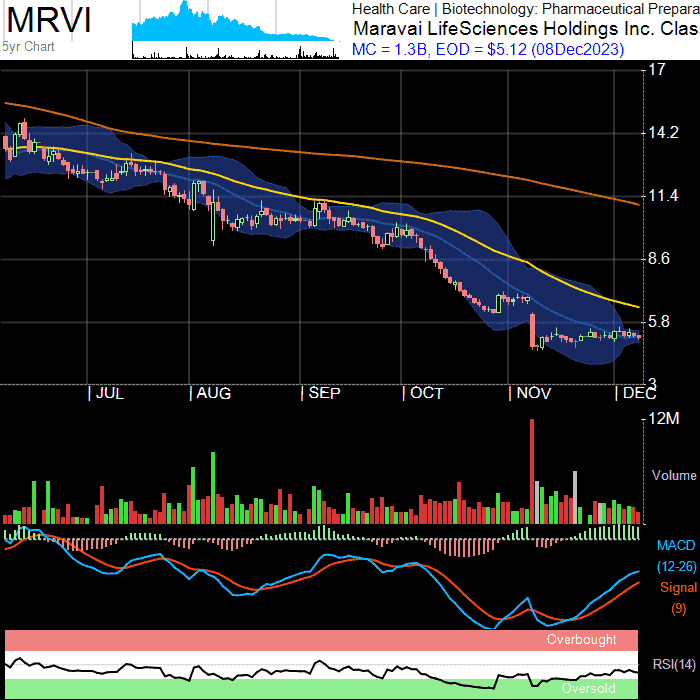 MRVI
5yr Chart
Health Care | Biotechnology: Pharmaceutical Prepara
Maravai LifeSciences Holdings Inc. Clas
MC = 1.3B, EOD = $5.12 (08Dec2023)
17
14.2
11.4
8.6
5.8
3
| JUL | AUG | SEP | OCT | NOV | DEC
12M
Volume
MACD
(12-26)
Signal
(9)
Overbought
RSI(14)
Oversold